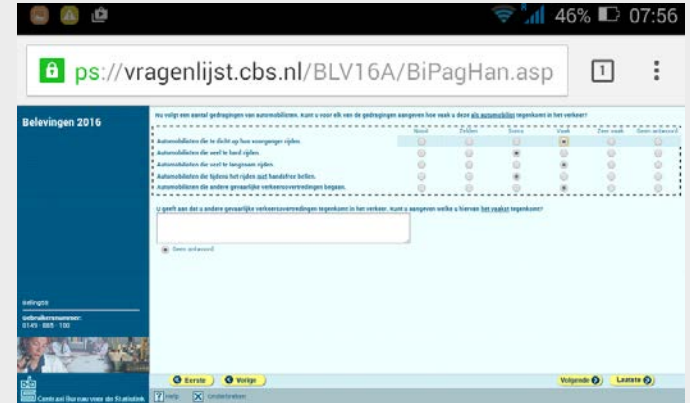 46% 07:56
ps://vragenlijst.cbs.nl/BLV16A/BiPagHan.asp 1
Belevingen 2016
Nu volgt een aantal gedragingen van automobilisten. Kunt u voor elk van de gedragingen aangeven hoe vaak u deze als automobilist tegenkomt in het verkeer?
Nooit Zelden Soms Vaak Zeer vaak Geen antwoord
Automobilisten die te dicht op hun voorganger rijden.
Automobilisten die veel te hard rijden.
Automobilisten die veel te langzaam rijden.
Automobilisten die tijdens het rijden niet handsfree bellen.
Automobilisten die andere gevaarlijke verkeersovertredingen begaan.
U geeft aan dat u andere gevaarlijke verkeersovertredingen tegenkomt in het verkeer. Kunt u aangeven welke u hiervan het vaakst tegenkomt?
Geen antwoord
Gebruikersnummer:
Eerste Vorige Volgende Laatste
Centraal Bureau voor de Statistiek
Help Onderbreken